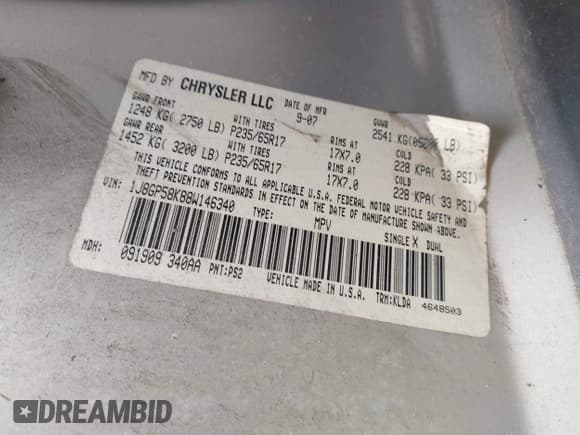 MFD BY CHRYSLER LLC DATE OF MFR GVWR
9-07 2541 KG( LB)
GAWR FRONT WITH TIRES RIMS AT COLD
1248 KG( 2750 LB) P235/65R17 17X7.0 228 KPA( 33 PSI)
GAWR REAR WITH TIRES RIMS AT COLD
1452 KG( 3200 LB) P235/65R17 17X7.0 228 KPA( 33 PSI)
THIS VEHICLE CONFORMS TO ALL APPLICABLE U.S.A. FEDERAL MOTOR VEHICLE SAFETY AND
THEFT PREVENTION STANDARDS IN EFFECT ON THE DATE OF MANUFACTURE SHOWN ABOVE.
VIN: 1J8GP58K88W146340 TYPE: MPV SINGLE X DUAL
MDH: 091909 340AA PNT:PS2 VEHICLE MADE IN U.S.A. TRM:KLDA 4648503
DREAMBID